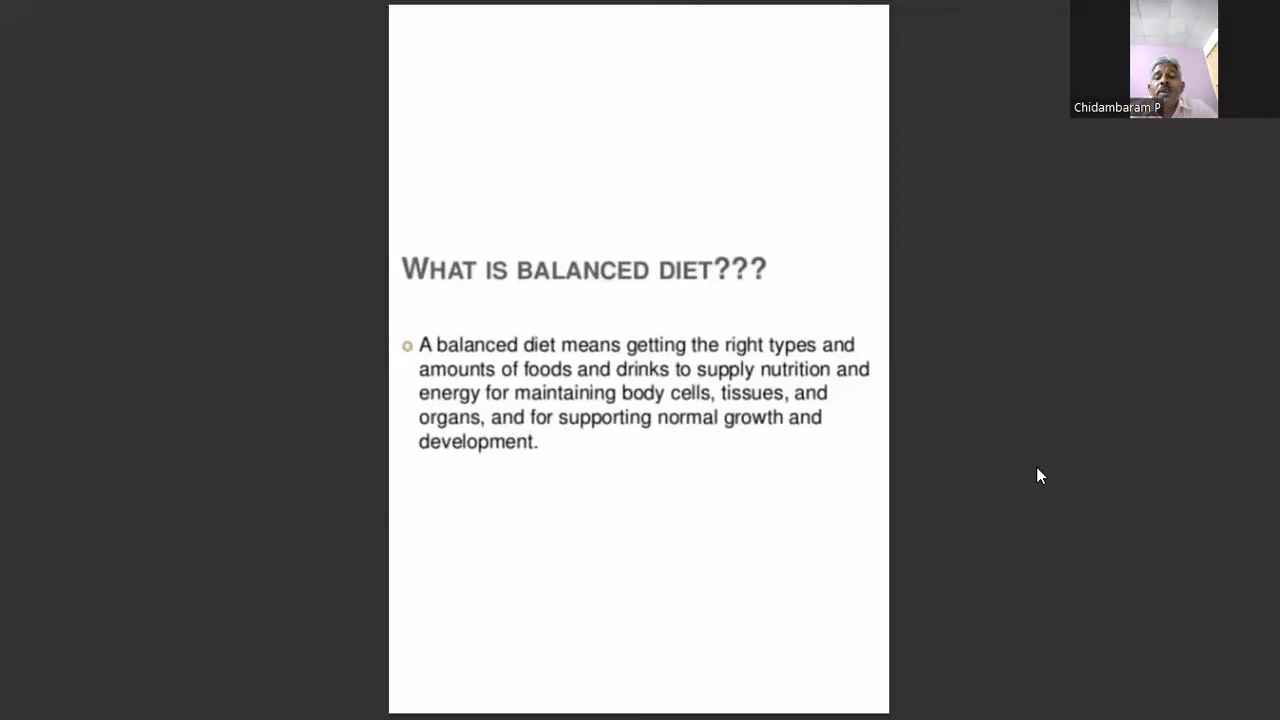 Chidambaram P
WHAT IS BALANCED DIET???
A balanced diet means getting the right types and
amounts of foods and drinks to supply nutrition and
energy for maintaining body cells, tissues, and
organs, and for supporting normal growth and
development.